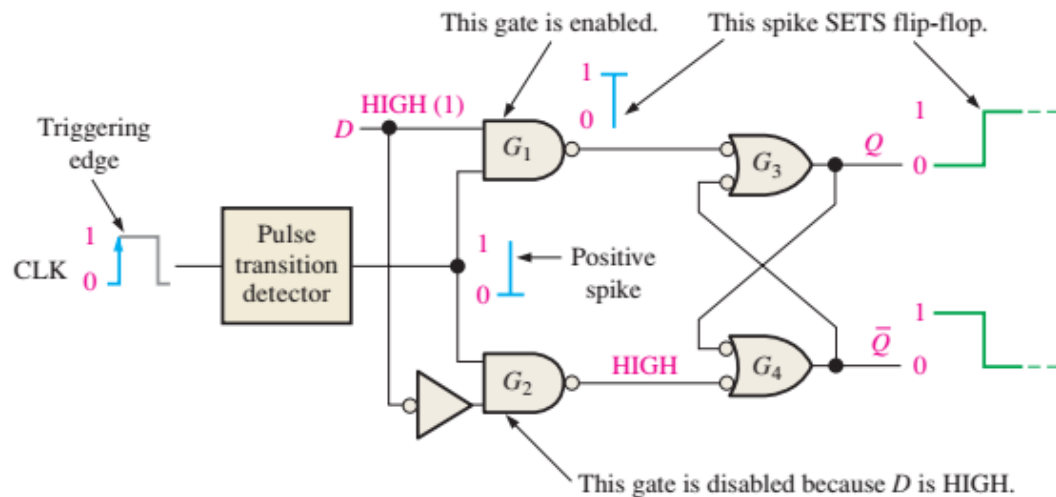 This gate is enabled.
This spike SETS flip-flop.
1
0
HIGH (1)
D
G1
G3
Q
1
0
Triggering
edge
1
CLK
0
Pulse
transition
detector
1
0
Positive
spike
G2
HIGH
G4
Q̅
1
0
This gate is disabled because D is HIGH.